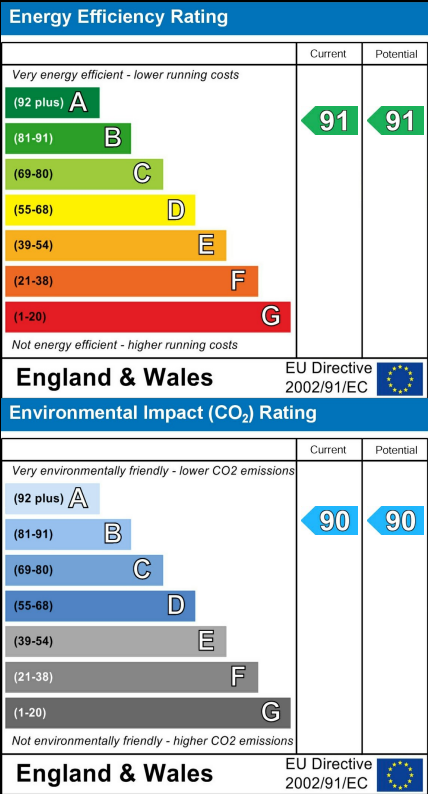 Energy Efficiency Rating
Current Potential
Very energy efficient - lower running costs
(92 plus) A
91 91
(81-91) B
(69-80) C
(55-68) D
(39-54) E
(21-38) F
(1-20) G
Not energy efficient - higher running costs
England & Wales
EU Directive
2002/91/EC
Environmental Impact (CO₂) Rating
Current Potential
Very environmentally friendly - lower CO2 emissions
(92 plus) A
90 90
(81-91) B
(69-80) C
(55-68) D
(39-54) E
(21-38) F
(1-20) G
Not environmentally friendly - higher CO2 emissions
England & Wales
EU Directive
2002/91/EC